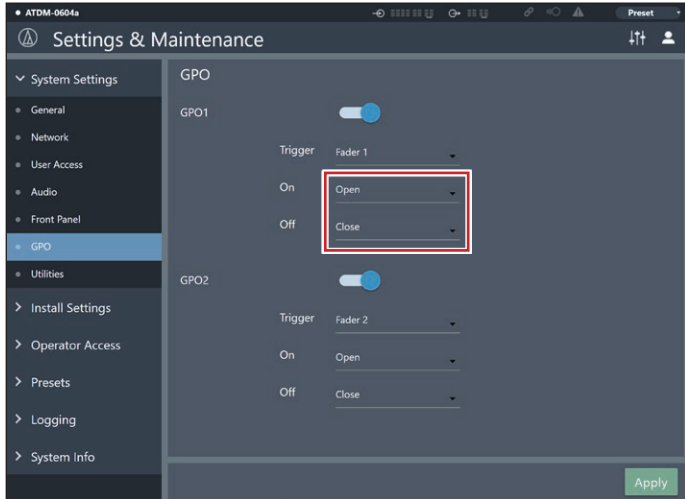 ATDM-0604a
Preset
Settings & Maintenance
System Settings
General
Network
User Access
Audio
Front Panel
GPO
Utilities
Install Settings
Operator Access
Presets
Logging
System Info
GPO
GPO1
Trigger Fader 1
On Open
Off Close
GPO2
Trigger Fader 2
On Open
Off Close
Apply